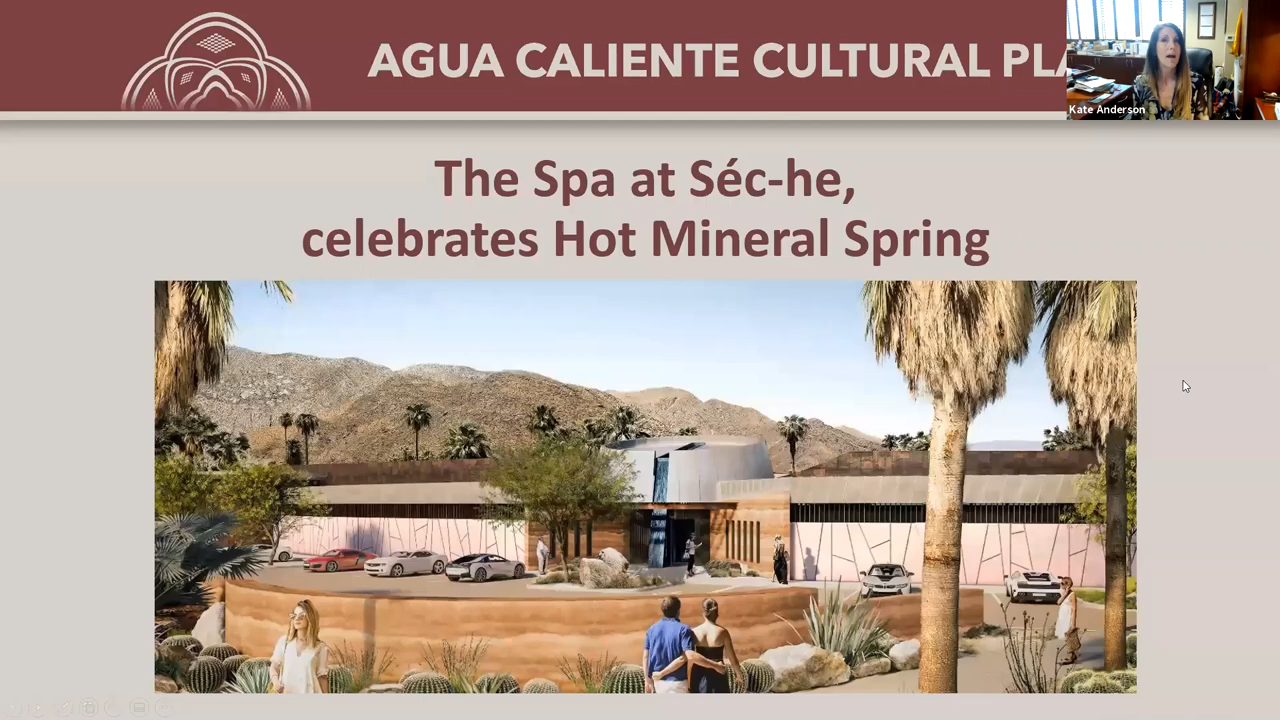 AGUA CALIENTE CULTURAL PLA
Kate Anderson
The Spa at Séc-he,
celebrates Hot Mineral Spring